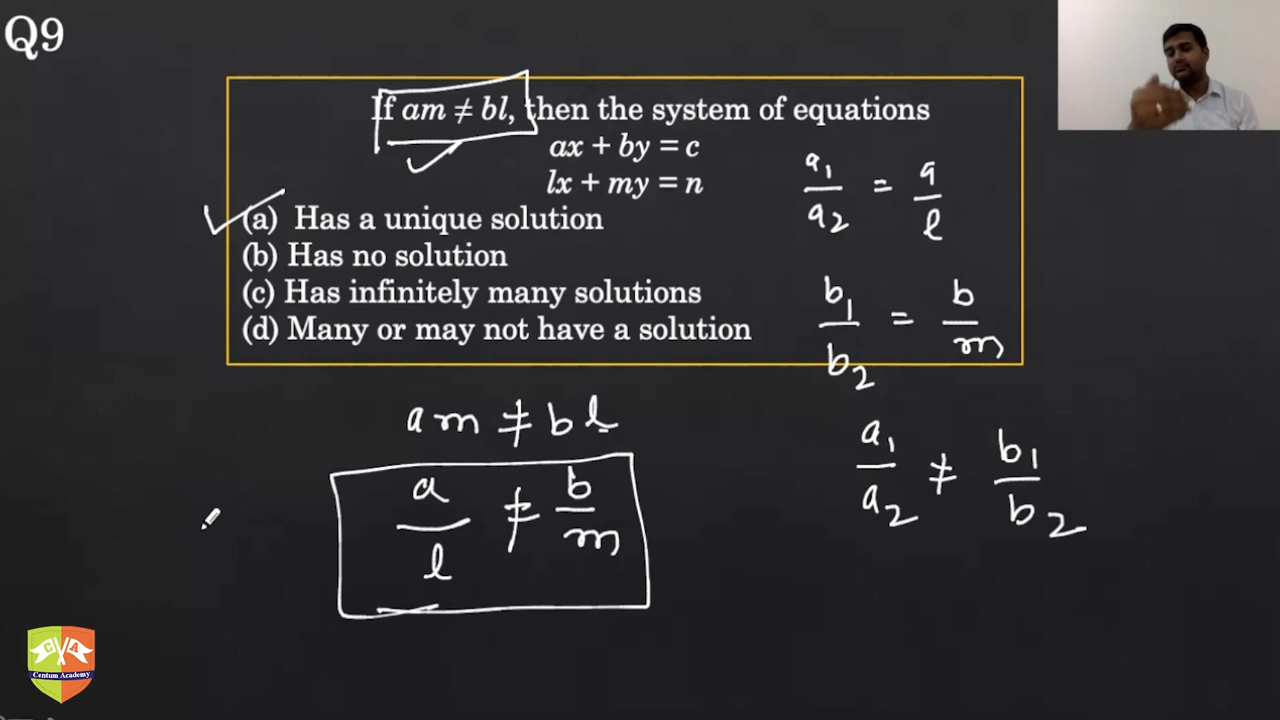 Q9
If am ≠ bl, then the system of equations
ax + by = c
lx + my = n
(a) Has a unique solution
(b) Has no solution
(c) Has infinitely many solutions
(d) Many or may not have a solution
a₁/a₂ = a/l
b₁/b₂ = b/m
a₁/a₂ ≠ b₁/b₂
am ≠ bl
a/l ≠ b/m
C A
Centum Academy